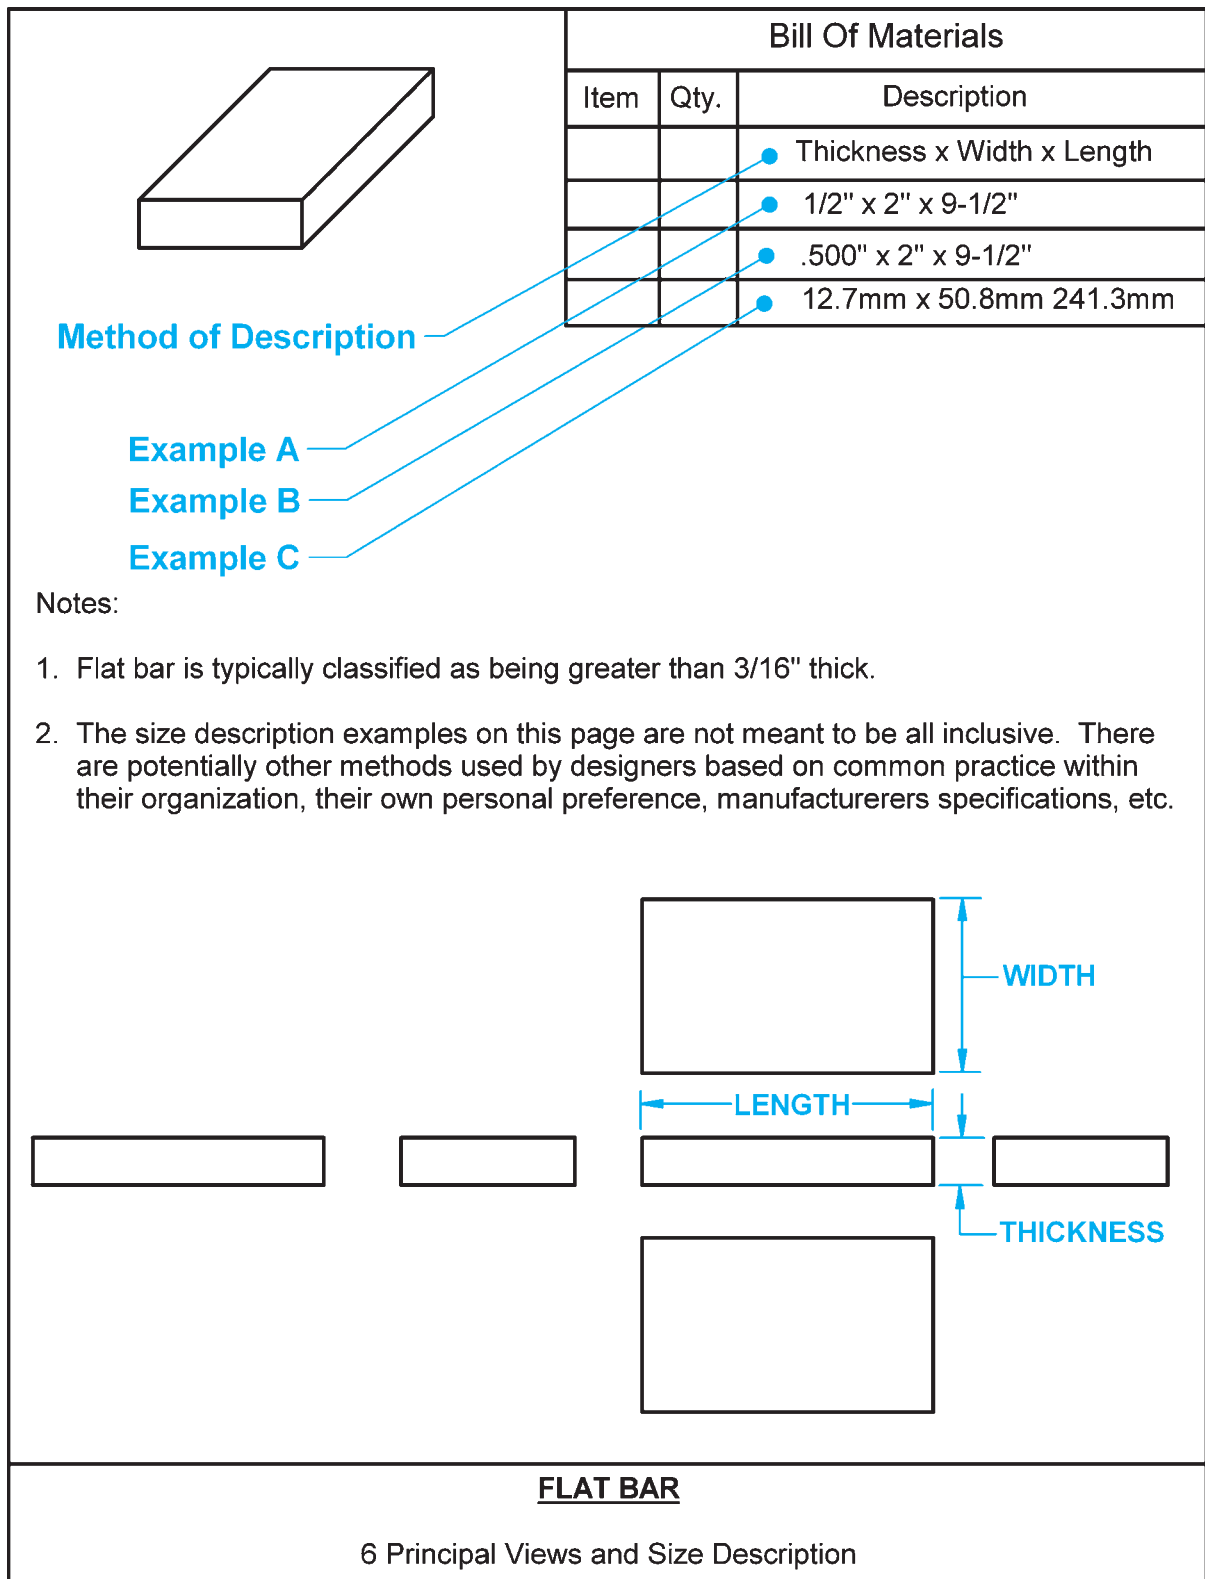 Bill Of Materials
Item Qty. Description
Thickness x Width x Length
1/2" x 2" x 9-1/2"
.500" x 2" x 9-1/2"
12.7mm x 50.8mm 241.3mm
Method of Description
Example A
Example B
Example C
Notes:
1. Flat bar is typically classified as being greater than 3/16" thick.
2. The size description examples on this page are not meant to be all inclusive. There
are potentially other methods used by designers based on common practice within
their organization, their own personal preference, manufacturerers specifications, etc.
WIDTH
LENGTH
THICKNESS
FLAT BAR
6 Principal Views and Size Description